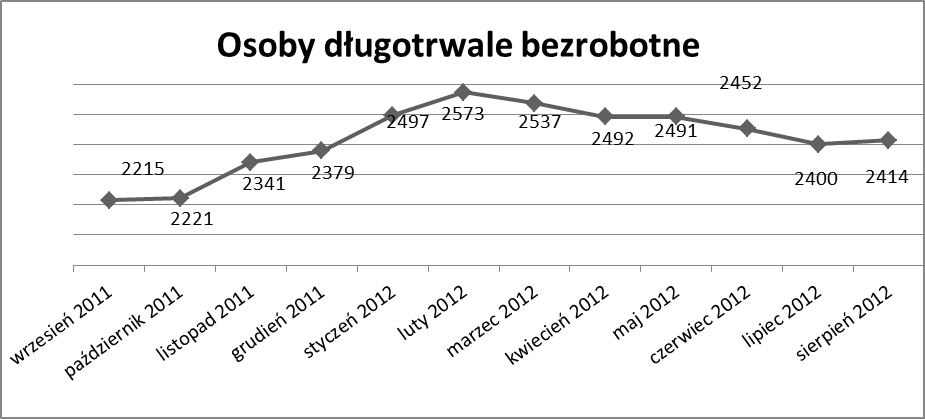 Osoby długotrwale bezrobotne
2215
2221
2341
2379
2497
2573
2537
2492
2491
2452
2400
2414
wrzesień 2011
październik 2011
listopad 2011
grudzień 2011
styczeń 2012
luty 2012
marzec 2012
kwiecień 2012
maj 2012
czerwiec 2012
lipiec 2012
sierpień 2012